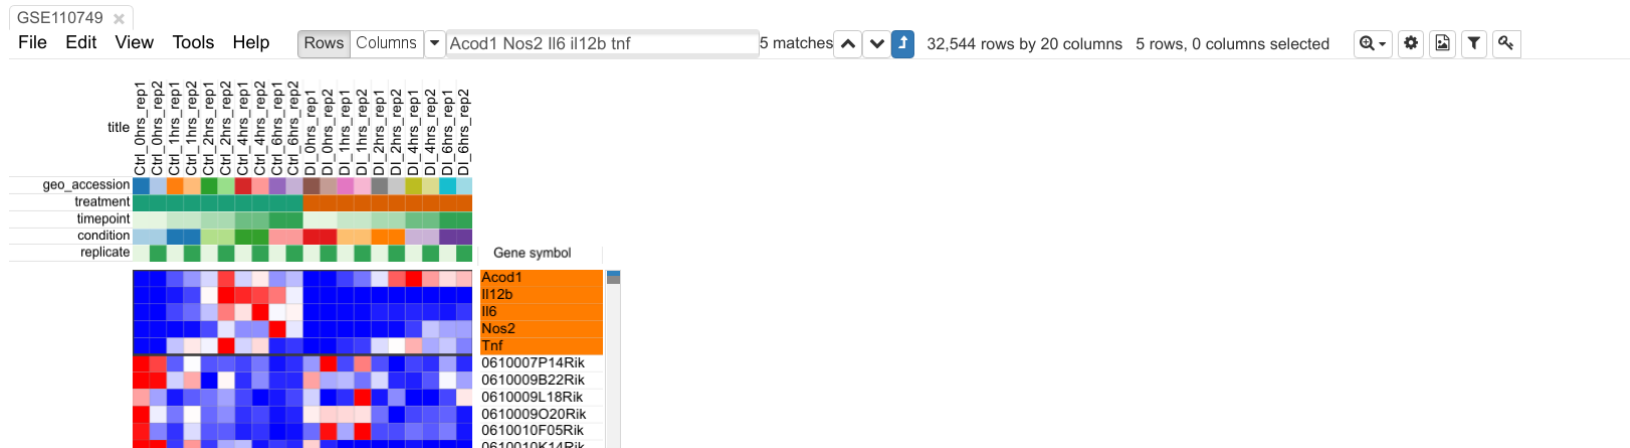 GSE110749 ×
File Edit View Tools Help Rows Columns Acod1 Nos2 Il6 il12b tnf 5 matches 32,544 rows by 20 columns 5 rows, 0 columns selected
title Ctrl_0hrs_rep1 Ctrl_0hrs_rep2 Ctrl_1hrs_rep1 Ctrl_1hrs_rep2 Ctrl_2hrs_rep1 Ctrl_2hrs_rep2 Ctrl_4hrs_rep1 Ctrl_4hrs_rep2 Ctrl_6hrs_rep1 Ctrl_6hrs_rep2 DI_0hrs_rep1 DI_0hrs_rep2 DI_1hrs_rep1 DI_1hrs_rep2 DI_2hrs_rep1 DI_2hrs_rep2 DI_4hrs_rep1 DI_4hrs_rep2 DI_6hrs_rep1 DI_6hrs_rep2
geo_accession
treatment
timepoint
condition
replicate Gene symbol
Acod1
Il12b
Il6
Nos2
Tnf
0610007P14Rik
0610009B22Rik
0610009L18Rik
0610009O20Rik
0610010F05Rik
0610010K14Rik